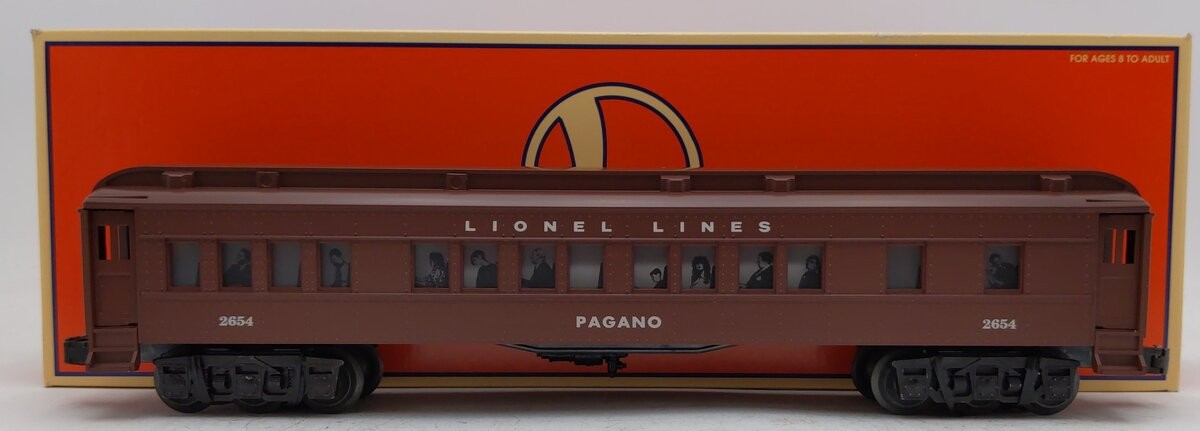 FOR AGES 8 TO ADULT
LIONEL LINES
2654 PAGANO 2654